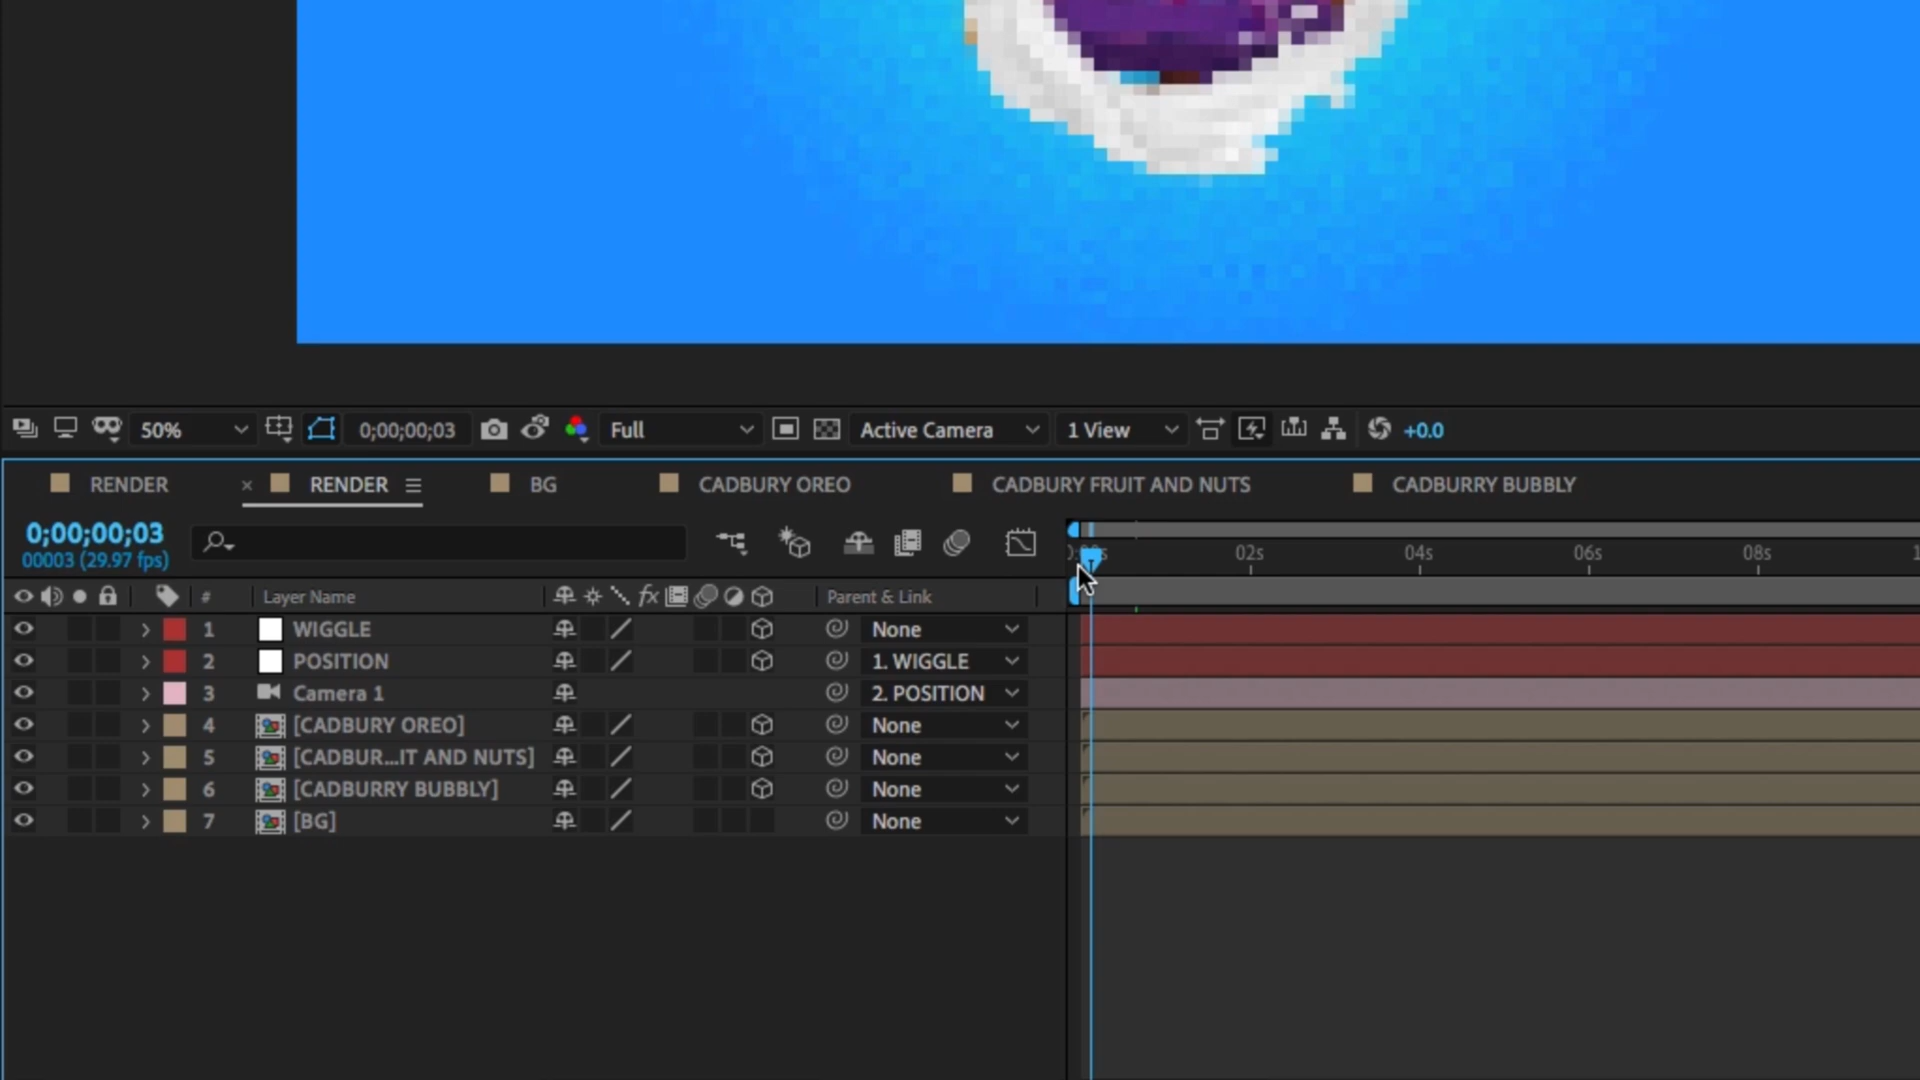 50% 0;00;00;03 Full Active Camera 1 View +0.0
RENDER × RENDER BG CADBURY OREO CADBURY FRUIT AND NUTS CADBURRY BUBBLY
0;00;00;03
00003 (29.97 fps)
02s 04s 06s 08s
# Layer Name fx Parent & Link
1 WIGGLE None
2 POSITION 1. WIGGLE
3 Camera 1 2. POSITION
4 [CADBURY OREO] None
5 [CADBUR...IT AND NUTS] None
6 [CADBURRY BUBBLY] None
7 [BG] None